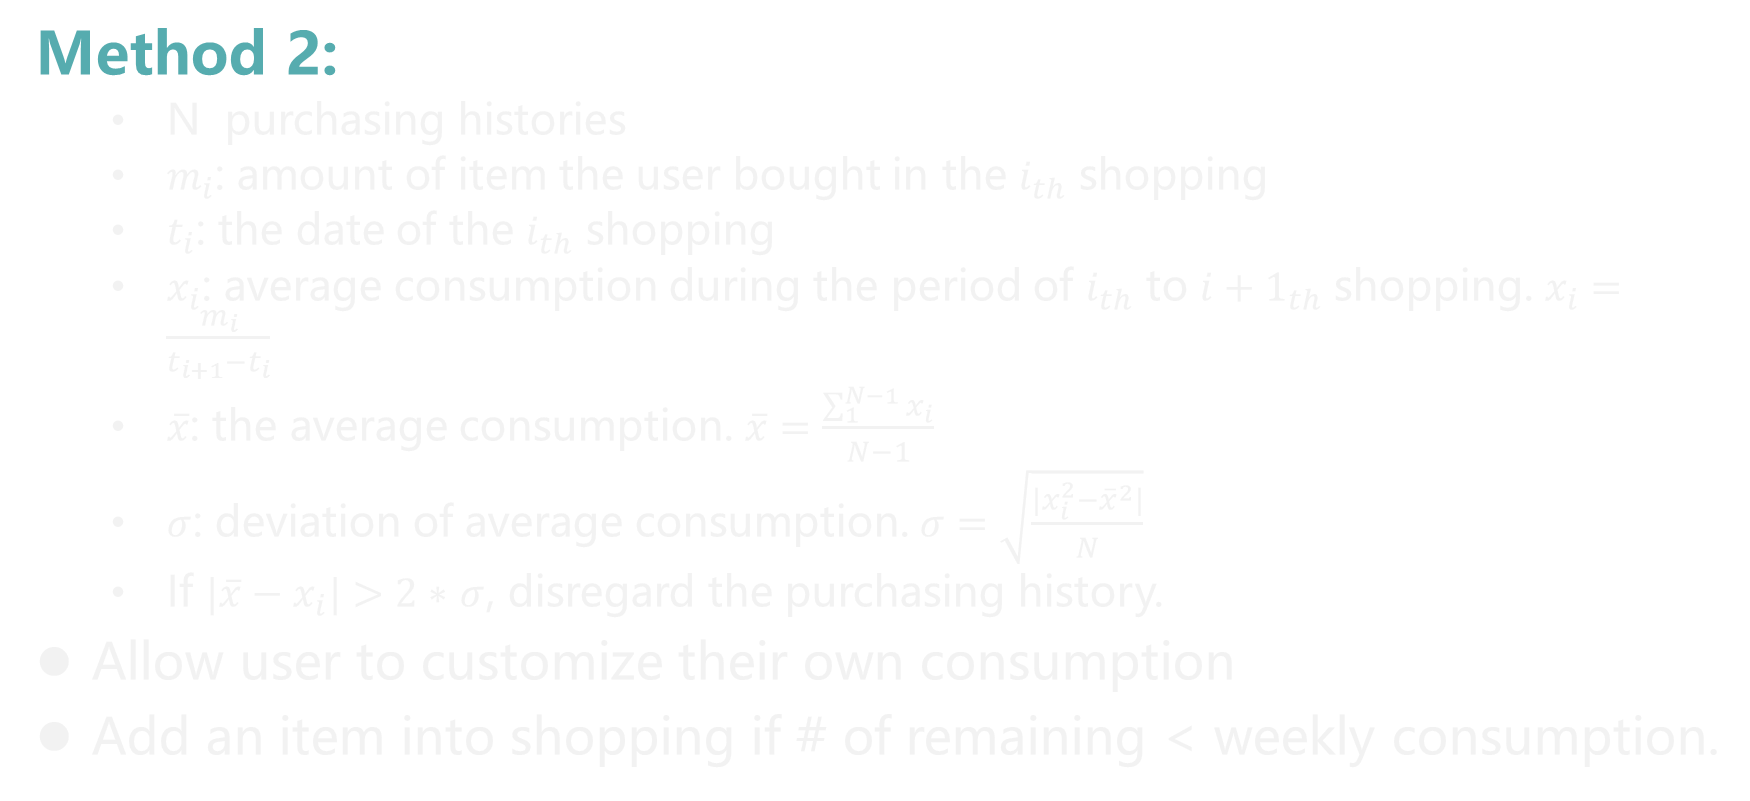 Method 2:
• N purchasing histories
• m_i: amount of item the user bought in the i_th shopping
• t_i: the date of the i_th shopping
• x_i: average consumption during the period of i_th to i + 1_th shopping. x_i =
m_i / (t_{i+1}−t_i)
• x̄: the average consumption. x̄ = (∑_1^{N−1} x_i) / (N−1)
• σ: deviation of average consumption. σ = √(|x_i^2−x̄^2| / N)
• If |x̄ − x_i| > 2 ∗ σ, disregard the purchasing history.
● Allow user to customize their own consumption
● Add an item into shopping if # of remaining < weekly consumption.